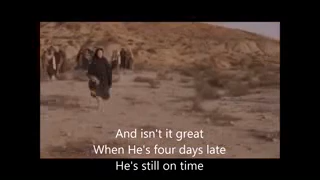 And isn't it great
When He's four days late
He's still on time